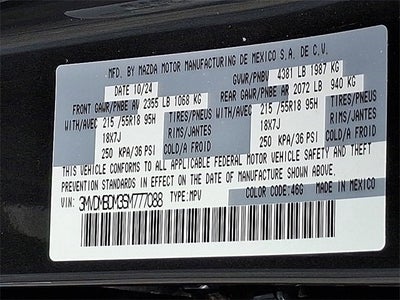 MFD. BY MAZDA MOTOR MANUFACTURING DE MEXICO S.A. DE C.V.
DATE 10/24 GVWR/PNBV 4381 LB 1987 KG
FRONT GAWR/PNBE AV 2355 LB 1068 KG REAR GAWR/PNBE AR 2072 LB 940 KG
WITH/AVEC 215/55R18 95H TIRES/PNEUS WITH/AVEC 215/55R18 95H TIRES/PNEUS
18X7J RIMS/JANTES 18X7J RIMS/JANTES
250 KPA/36 PSI COLD/A FROID 250 KPA/36 PSI COLD/A FROID
THIS VEHICLE CONFORMS TO ALL APPLICABLE FEDERAL MOTOR VEHICLE SAFETY AND THEFT
PREVENTION STANDARDS IN EFFECT ON THE DATE OF MANUFACTURE SHOWN ABOVE.
VIN: 3MVDMBDM3SM777088 TYPE:MPV COLOR CODE:46G MADE IN MEXICO